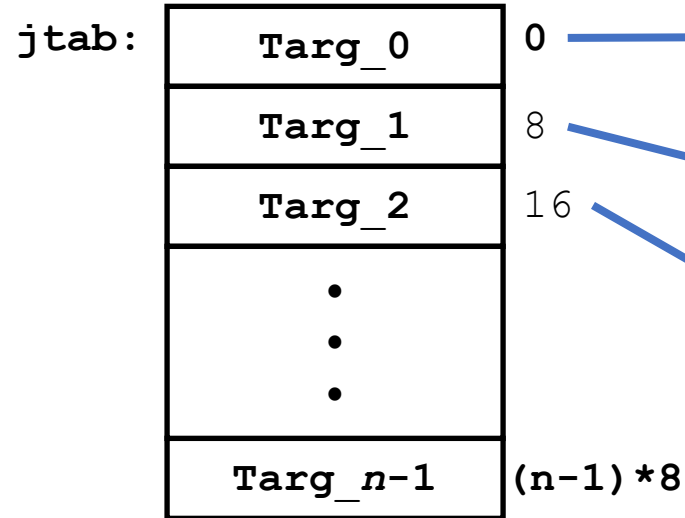 jtab: Targ_0 0
Targ_1 8
Targ_2 16
•
•
•
Targ_n-1 (n-1)*8